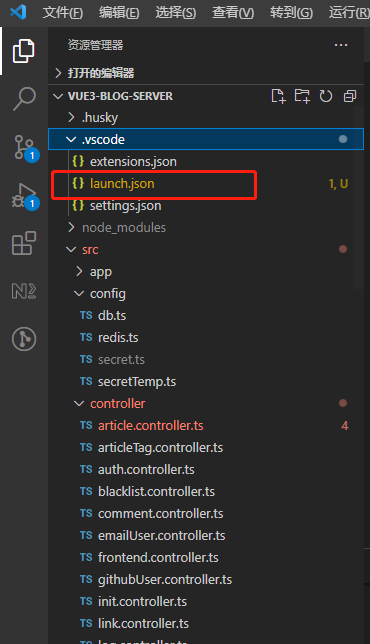 文件(F) 编辑(E) 选择(S) 查看(V) 转到(G) 运行(R)
资源管理器
打开的编辑器
VUE3-BLOG-SERVER
.husky
.vscode
{} extensions.json
{} launch.json 1, U
{} settings.json
node_modules
src
app
config
TS db.ts
TS redis.ts
TS secret.ts
TS secretTemp.ts
controller
TS article.controller.ts 4
TS articleTag.controller.ts
TS auth.controller.ts
TS blacklist.controller.ts
TS comment.controller.ts
TS emailUser.controller.ts
TS frontend.controller.ts
TS githubUser.controller.ts
TS init.controller.ts
TS link.controller.ts
TS log.controller.ts
1
1
1